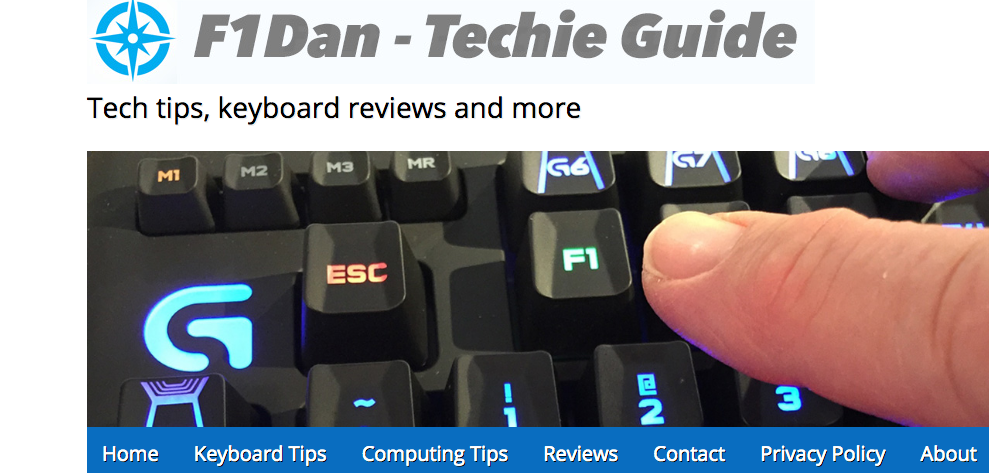 F1Dan - Techie Guide
Tech tips, keyboard reviews and more
M1 M2 M3 MR G6 G7
ESC F1
G
~ ! 1 @ 2 3
Home Keyboard Tips Computing Tips Reviews Contact Privacy Policy About